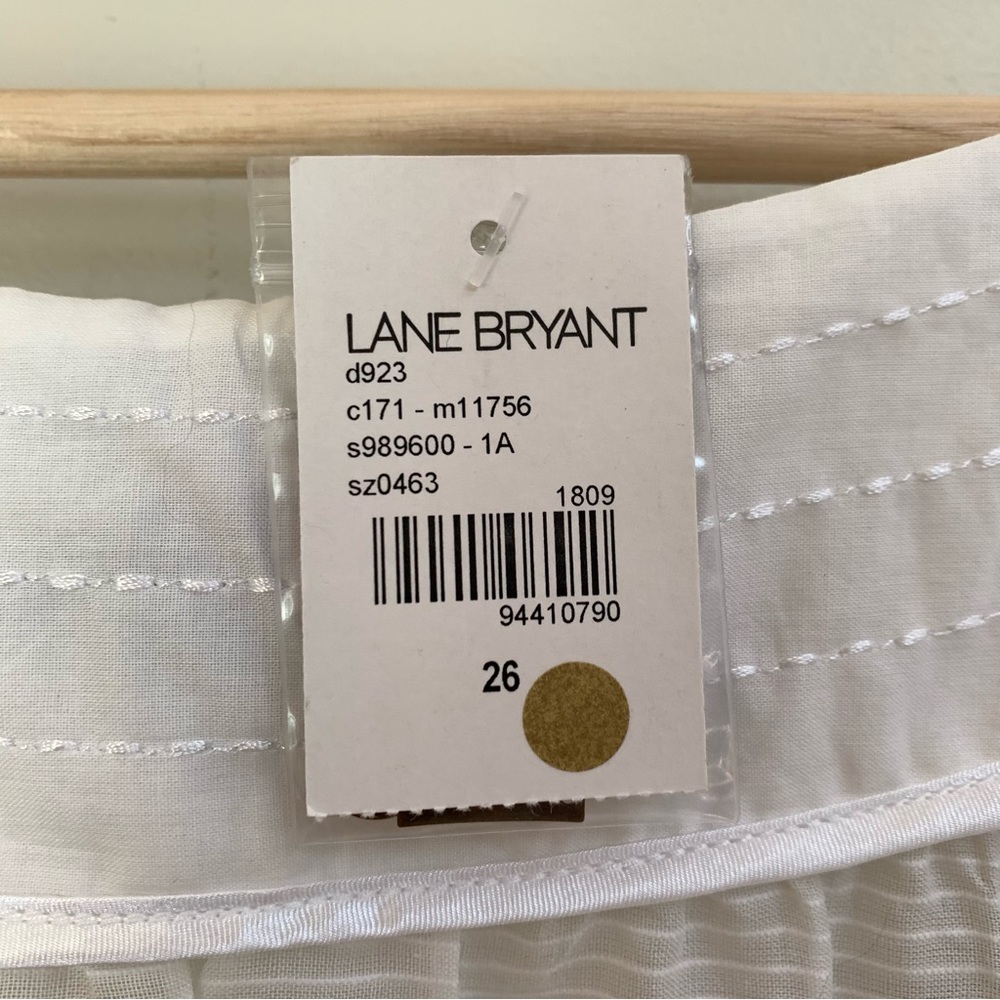 LANE BRYANT
d923
c171 - m11756
s989600 - 1A
sz0463
1809
94410790
26